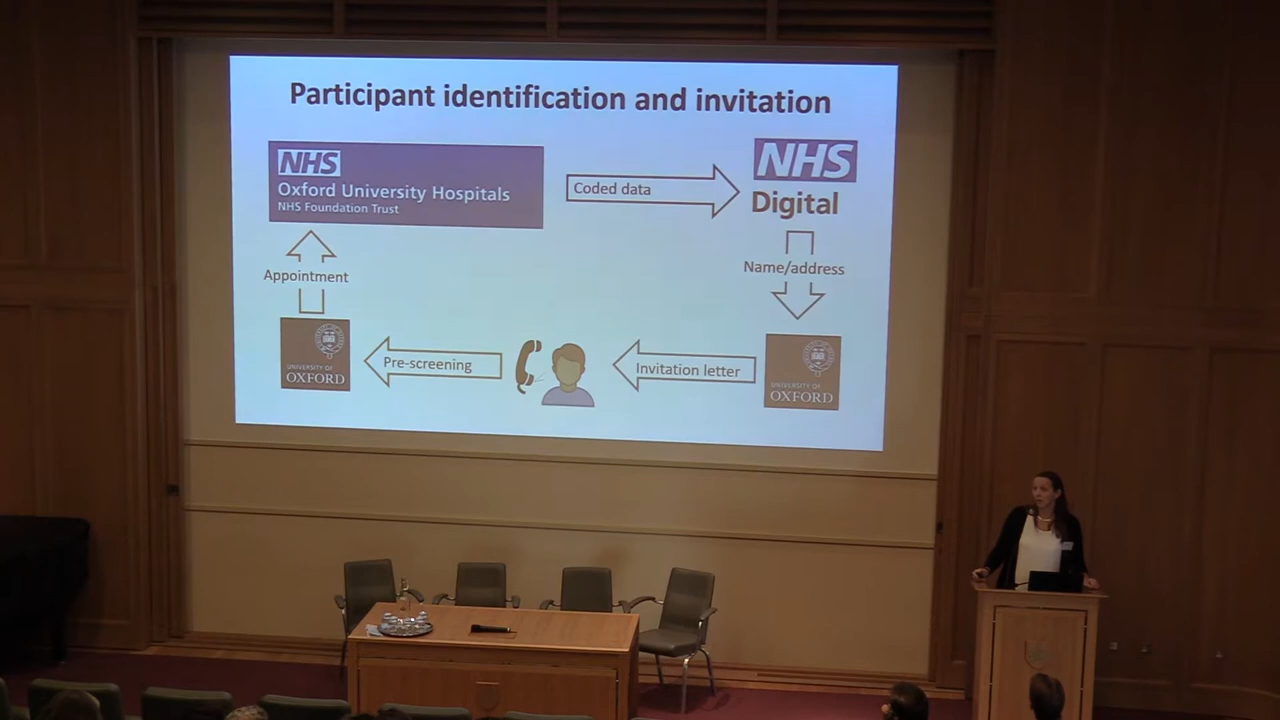 Participant identification and invitation
NHS
Oxford University Hospitals
NHS Foundation Trust
Coded data
NHS
Digital
Name/address
UNIVERSITY OF
OXFORD
Invitation letter
Pre-screening
UNIVERSITY OF
OXFORD
Appointment